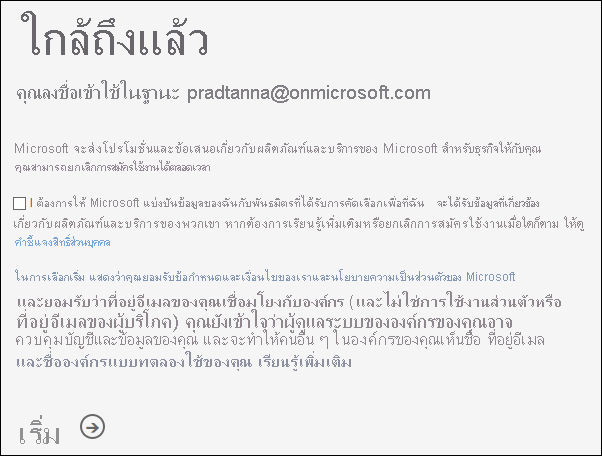 ใกล้ถึงแล้ว
คุณลงชื่อเข้าใช้ในฐานะ pradtanna@onmicrosoft.com
Microsoft จะส่งโปรโมชั่นและข้อเสนอเกี่ยวกับผลิตภัณฑ์และบริการของ Microsoft สำหรับธุรกิจให้กับคุณ
คุณสามารถยกเลิกการสมัครใช้งานได้ตลอดเวลา
I ต้องการให้ Microsoft แบ่งปันข้อมูลของฉันกับพันธมิตรที่ได้รับการคัดเลือกเพื่อที่ฉัน จะได้รับข้อมูลที่เกี่ยวข้อง
เกี่ยวกับผลิตภัณฑ์และบริการของพวกเขา หากต้องการเรียนรู้เพิ่มเติมหรือยกเลิกการสมัครใช้งานเมื่อใดก็ตาม ให้ดู
คำชี้แจงสิทธิ์ส่วนบุคคล
ในการเลือกเริ่ม แสดงว่าคุณยอมรับข้อกำหนดและเงื่อนไขของเราและนโยบายความเป็นส่วนตัวของ Microsoft
และยอมรับว่าที่อยู่อีเมลของคุณเชื่อมโยงกับองค์กร (และไม่ใช่การใช้งานส่วนตัวหรือ
ที่อยู่อีเมลของผู้บริโภค) คุณยังเข้าใจว่าผู้ดูแลระบบขององค์กรของคุณอาจ
ควบคุมบัญชีและข้อมูลของคุณ และจะทำให้คนอื่น ๆ ในองค์กรของคุณเห็นชื่อ ที่อยู่อีเมล
และชื่อองค์กรแบบทดลองใช้ของคุณ เรียนรู้เพิ่มเติม
เริ่ม